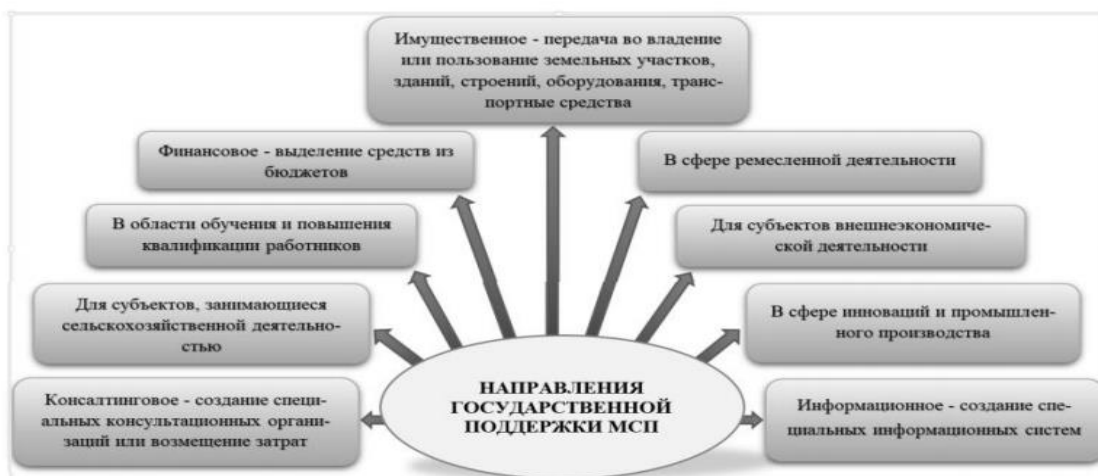 Имущественное - передача во владение
или пользование земельных участков,
зданий, строений, оборудования, транс-
портные средства
Финансовое - выделение средств из
бюджетов
В сфере ремесленной деятельности
В области обучения и повышения
квалификации работников
Для субъектов внешнеэкономиче-
ской деятельности
Для субъектов, занимающиеся
сельскохозяйственной деятельно-
стью
В сфере инноваций и промышлен-
ного производства
Консалтинговое - создание специ-
альных консультационных органи-
заций или возмещение затрат
НАПРАВЛЕНИЯ
ГОСУДАРСТВЕННОЙ
ПОДДЕРЖКИ МСП
Информационное - создание спе-
циальных информационных систем